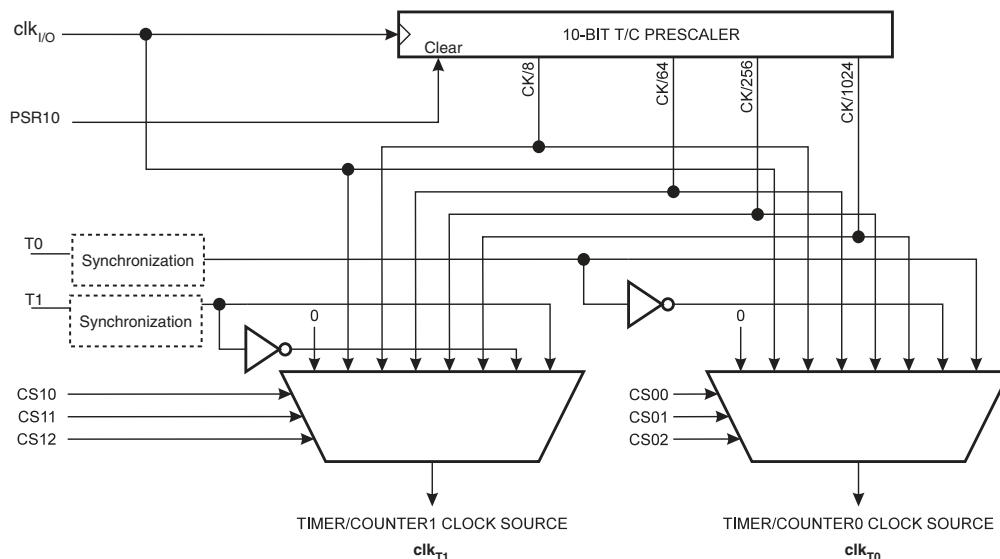 clkI/O
10-BIT T/C PRESCALER
Clear
CK/8
CK/64
CK/256
CK/1024
PSR10
T0
Synchronization
T1
Synchronization
0
0
CS10
CS11
CS12
CS00
CS01
CS02
TIMER/COUNTER1 CLOCK SOURCE
clkT1
TIMER/COUNTER0 CLOCK SOURCE
clkT0